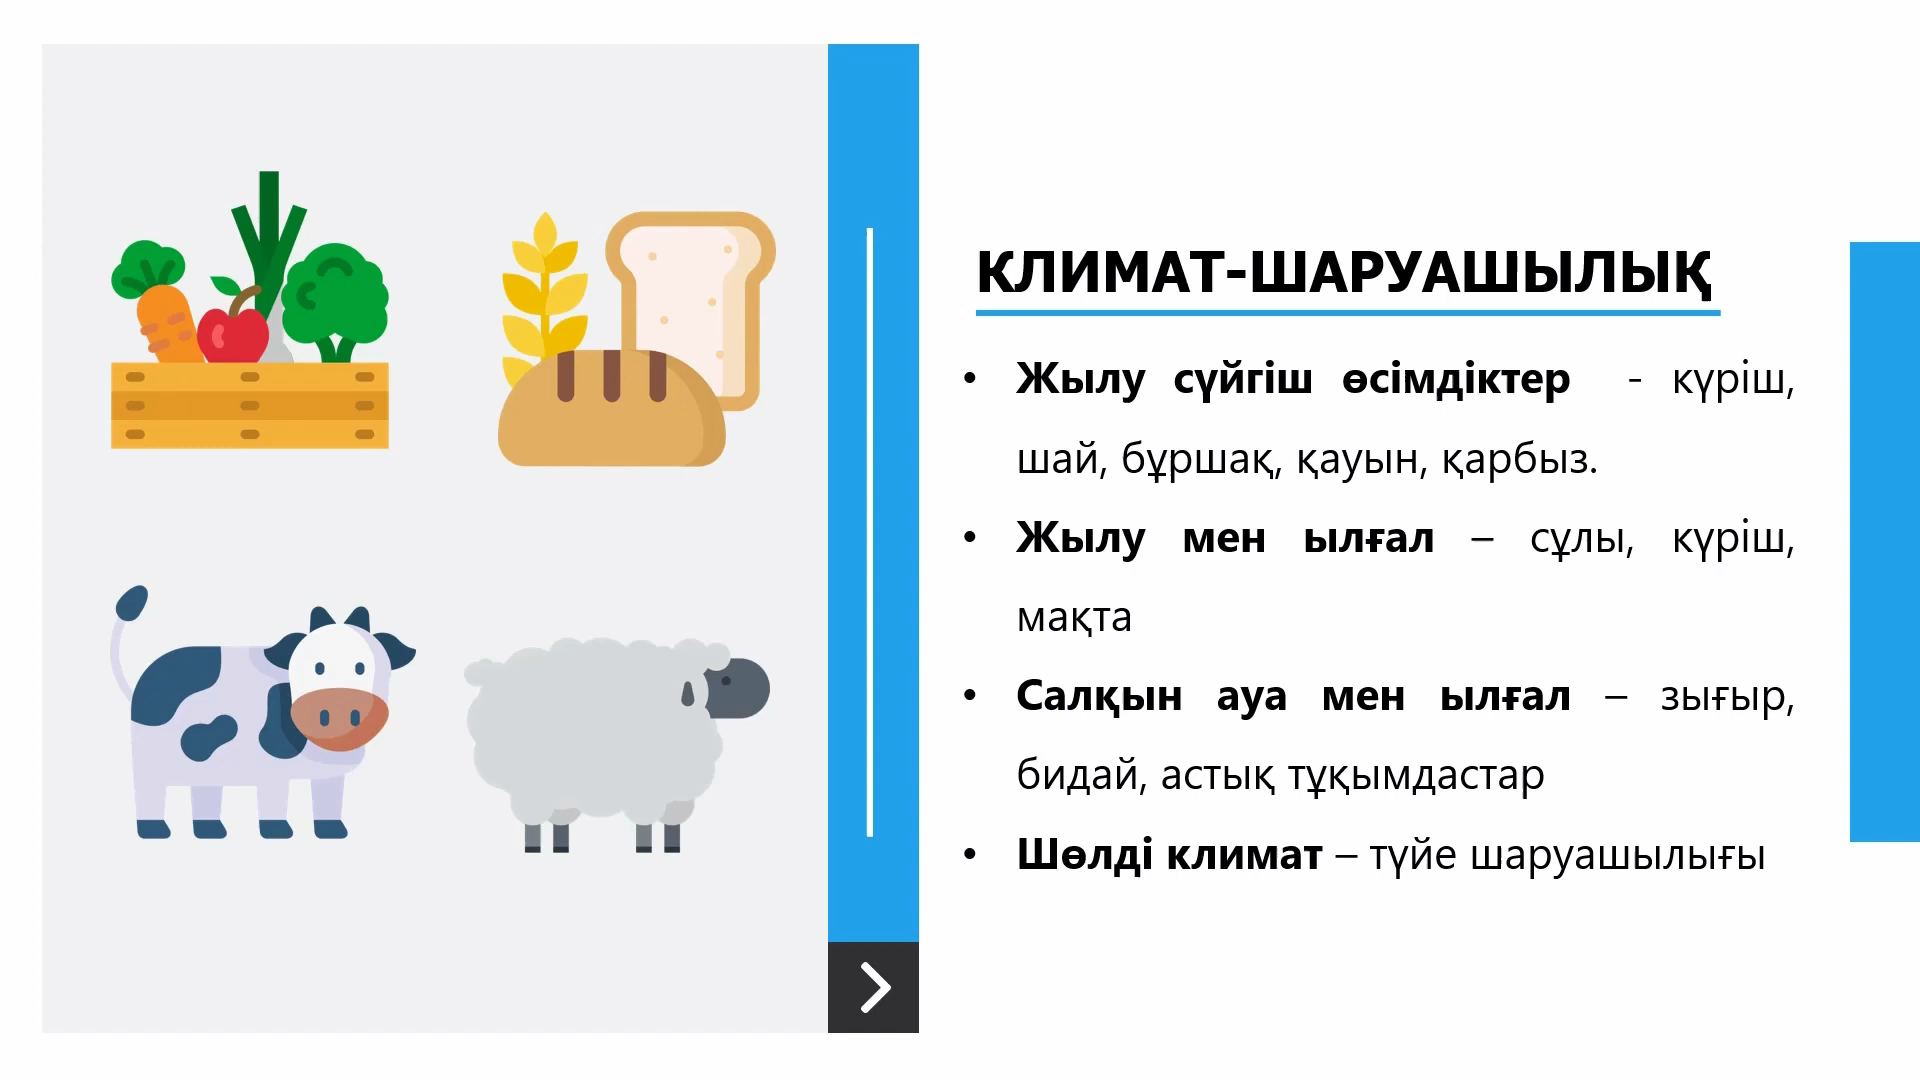 КЛИМАТ-ШАРУАШЫЛЫҚ
• Жылу сүйгіш өсімдіктер - күріш,
шай, бұршақ, қауын, қарбыз.
• Жылу мен ылғал – сұлы, күріш,
мақта
• Салқын ауа мен ылғал – зығыр,
бидай, астық тұқымдастар
• Шөлді климат – түйе шаруашылығы